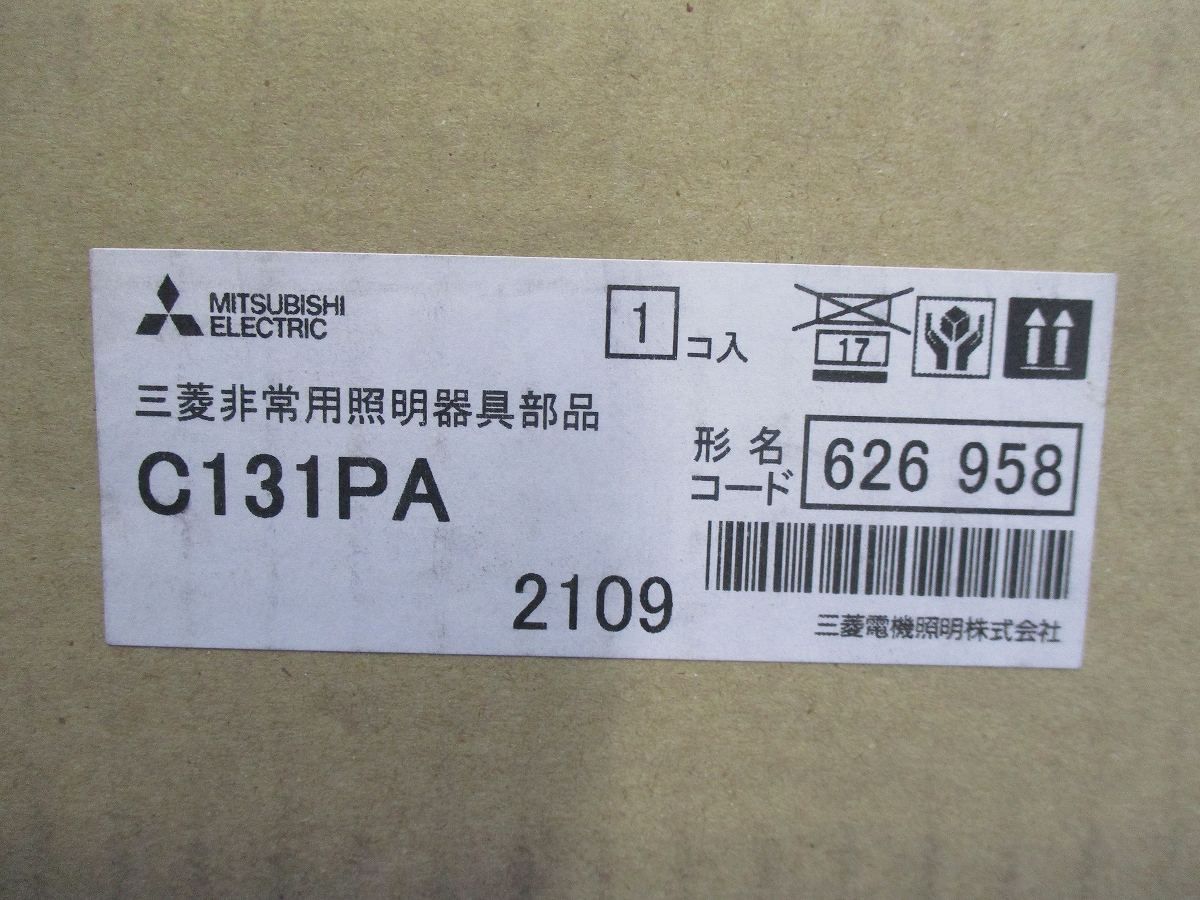 MITSUBISHI
ELECTRIC
1 コ入
17
三菱非常用照明器具部品
C131PA
形名
コード
626 958
2109
三菱電機照明株式会社